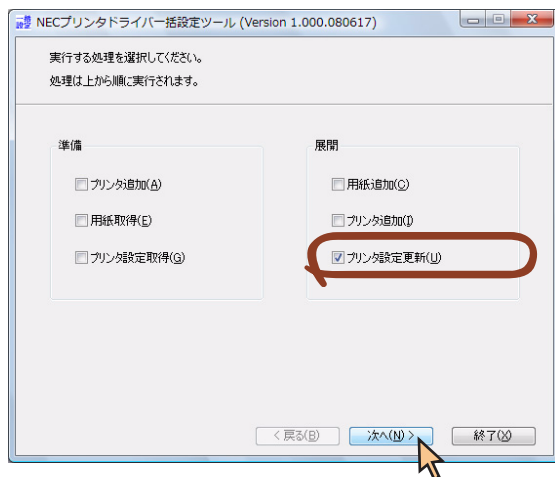 NECプリンタドライバー括設定ツール (Version 1.000.080617)
実行する処理を選択してください。
処理は上から順に実行されます。
準備
プリンタ追加(A)
用紙取得(E)
プリンタ設定取得(G)
展開
用紙追加(C)
プリンタ追加(I)
プリンタ設定更新(U)
< 戻る(B)
次へ(N) >
終了(X)